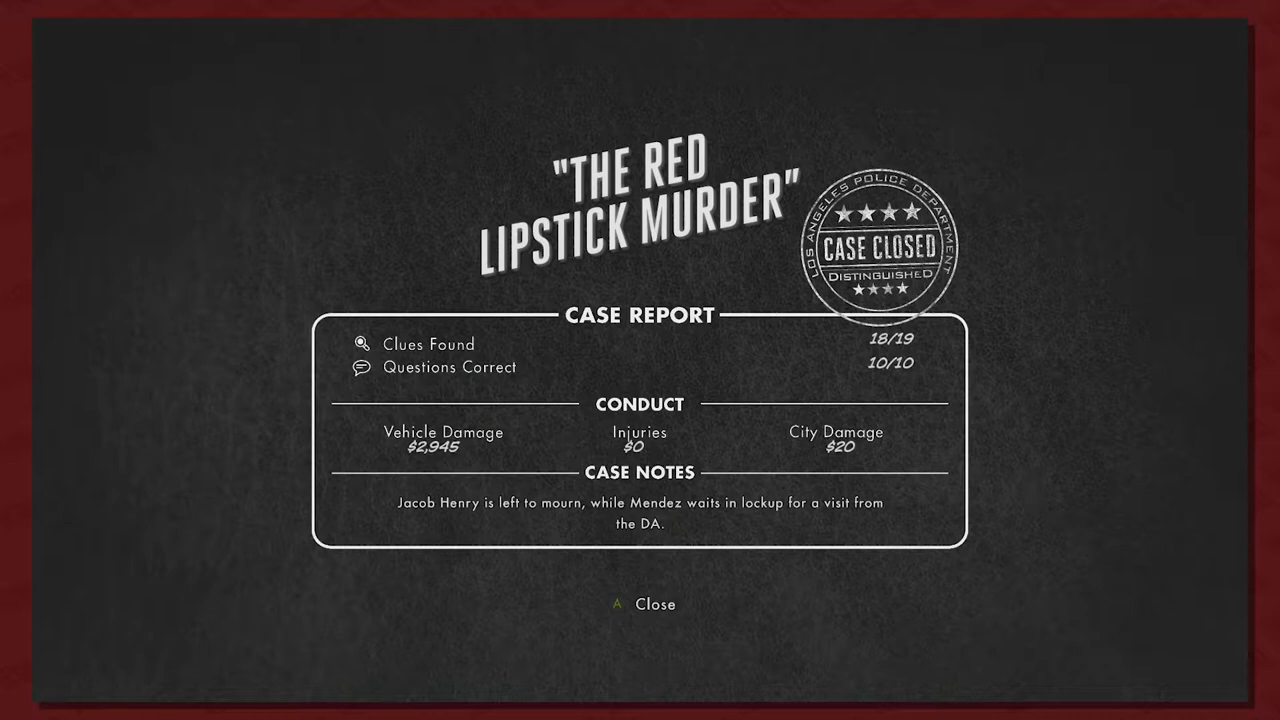 "THE RED
LIPSTICK MURDER"
LOS ANGELES POLICE DEPARTMENT
CASE CLOSED
DISTINGUISHED
CASE REPORT
Clues Found 18/19
Questions Correct 10/10
CONDUCT
Vehicle Damage Injuries City Damage
$2,945 $0 $20
CASE NOTES
Jacob Henry is left to mourn, while Mendez waits in lockup for a visit from
the DA.
A Close